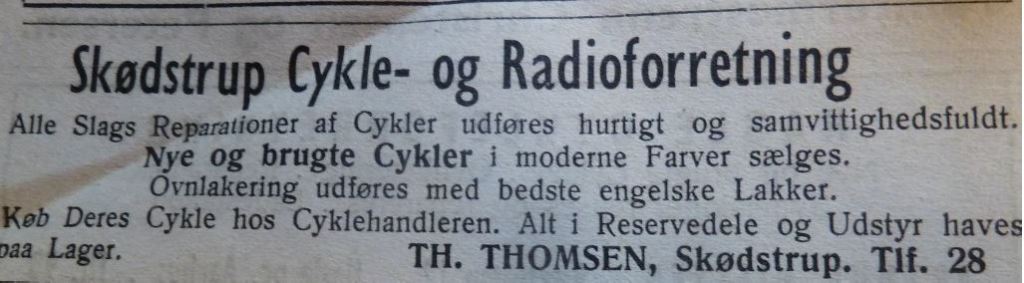 Skødstrup Cykle- og Radioforretning
Alle Slags Reparationer af Cykler udføres hurtigt og samvittighedsfuldt.
Nye og brugte Cykler i moderne Farver sælges.
Ovnlakering udføres med bedste engelske Lakker.
Køb Deres Cykle hos Cyklehandleren. Alt i Reservedele og Udstyr haves
paa Lager. TH. THOMSEN, Skødstrup. Tlf. 28